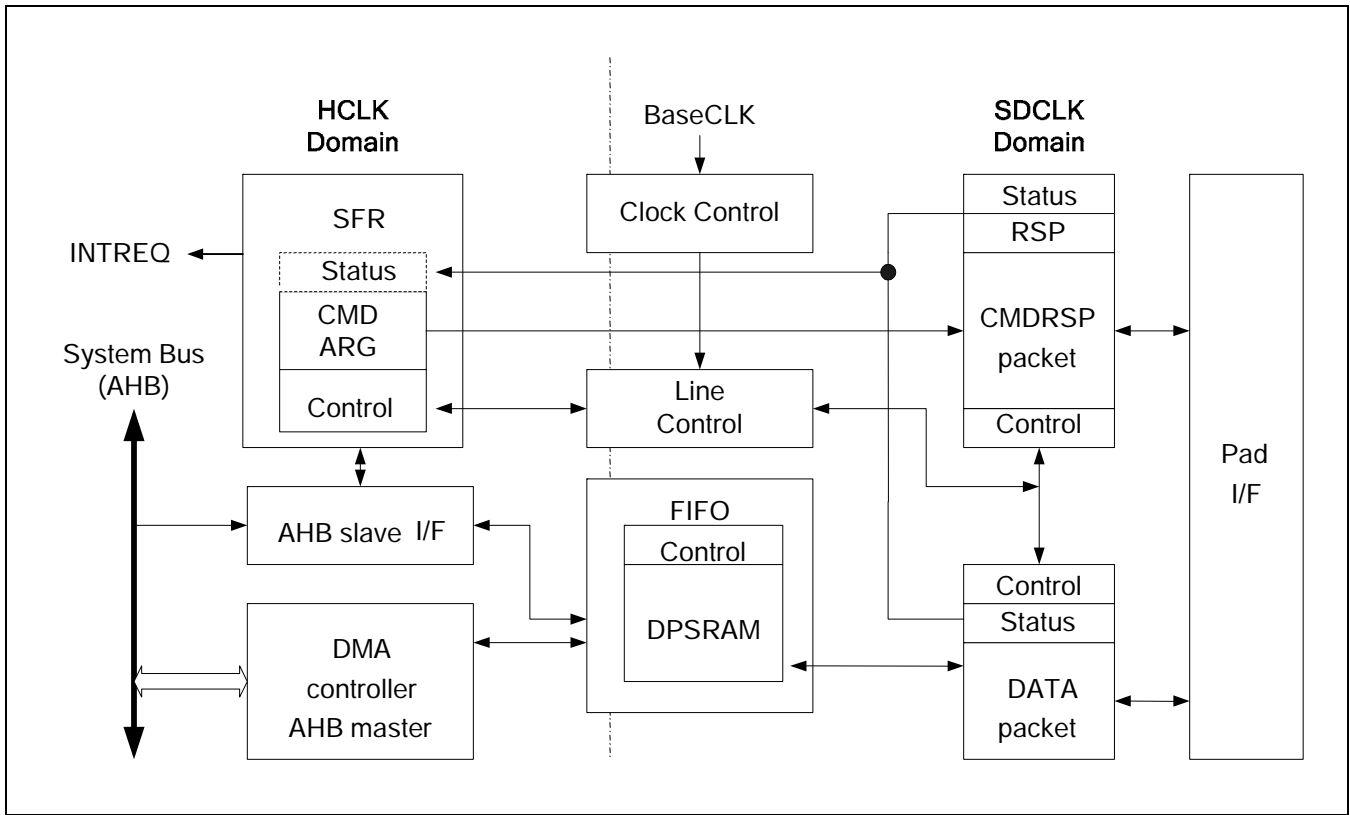 HCLK
Domain
BaseCLK
SDCLK
Domain
SFR
Status
CMD
ARG
Control
INTREQ
System Bus
(AHB)
Clock Control
Line
Control
Status
RSP
CMDRSP
packet
Control
Pad
I/F
AHB slave I/F
FIFO
Control
DPSRAM
DMA
controller
AHB master
Control
Status
DATA
packet